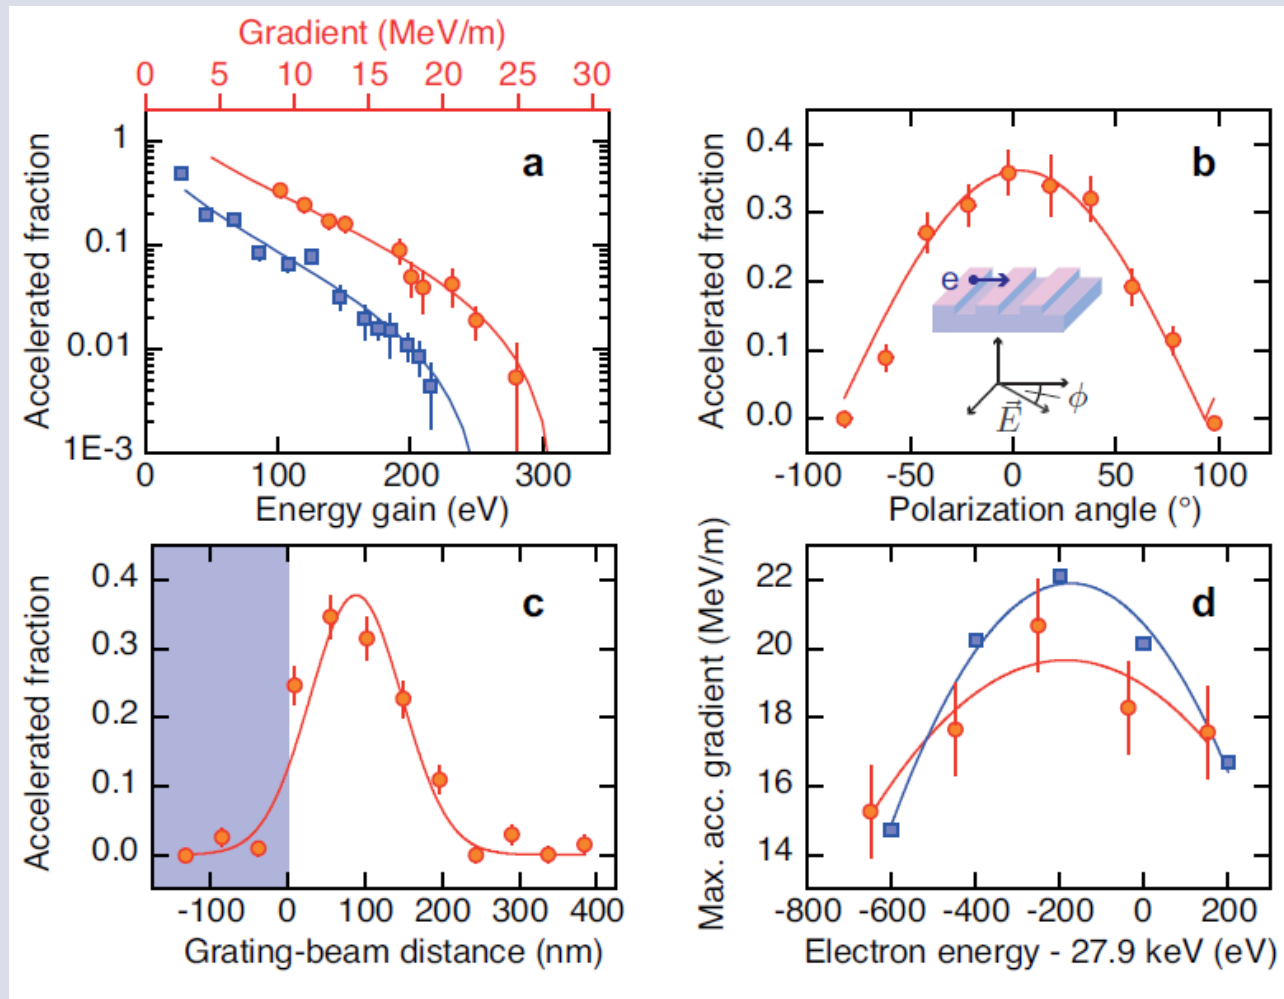 Gradient (MeV/m)
0 5 10 15 20 25 30
Accelerated fraction
1
0.1
0.01
1E-3
a
0 100 200 300
Energy gain (eV)
Accelerated fraction
0.4
0.3
0.2
0.1
0.0
b
e
E
ϕ
-100 -50 0 50 100
Polarization angle (°)
Accelerated fraction
0.4
0.3
0.2
0.1
0.0
c
-100 0 100 200 300 400
Grating-beam distance (nm)
Max. acc. gradient (MeV/m)
22
20
18
16
14
d
-800 -600 -400 -200 0 200
Electron energy - 27.9 keV (eV)